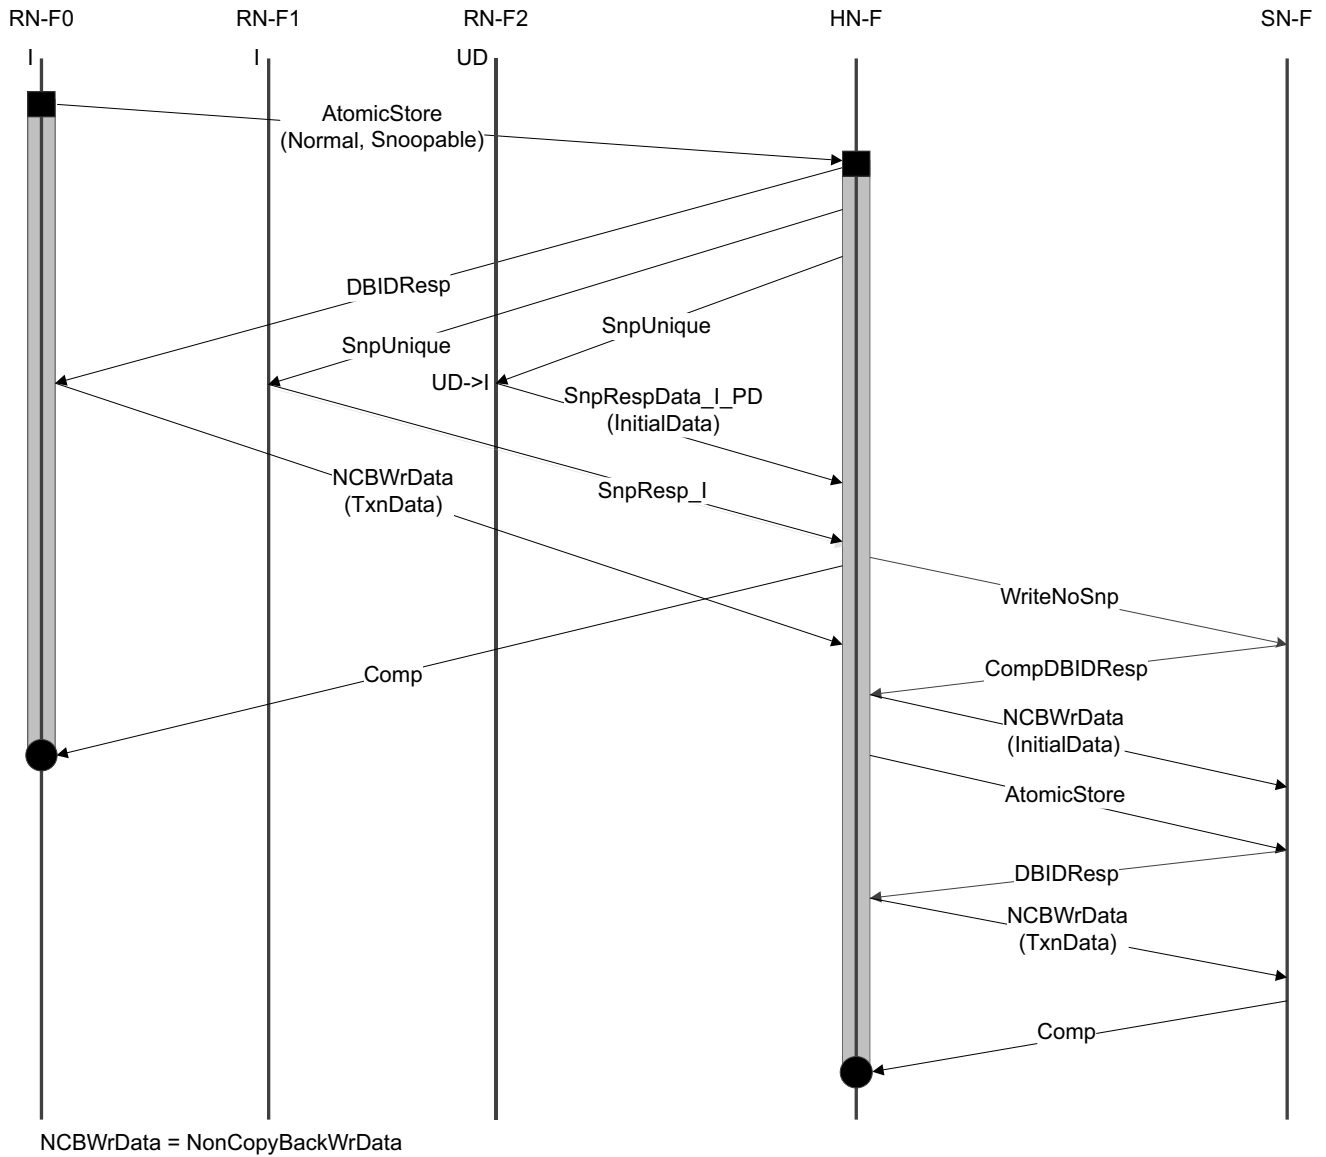 RN-F0
RN-F1
RN-F2
HN-F
SN-F
I
I
UD
AtomicStore
(Normal, Snoopable)
DBIDResp
SnpUnique
SnpUnique
UD->I
SnpRespData_I_PD
(InitialData)
NCBWrData
(TxnData)
SnpResp_I
WriteNoSnp
Comp
CompDBIDResp
NCBWrData
(InitialData)
AtomicStore
DBIDResp
NCBWrData
(TxnData)
Comp
NCBWrData = NonCopyBackWrData